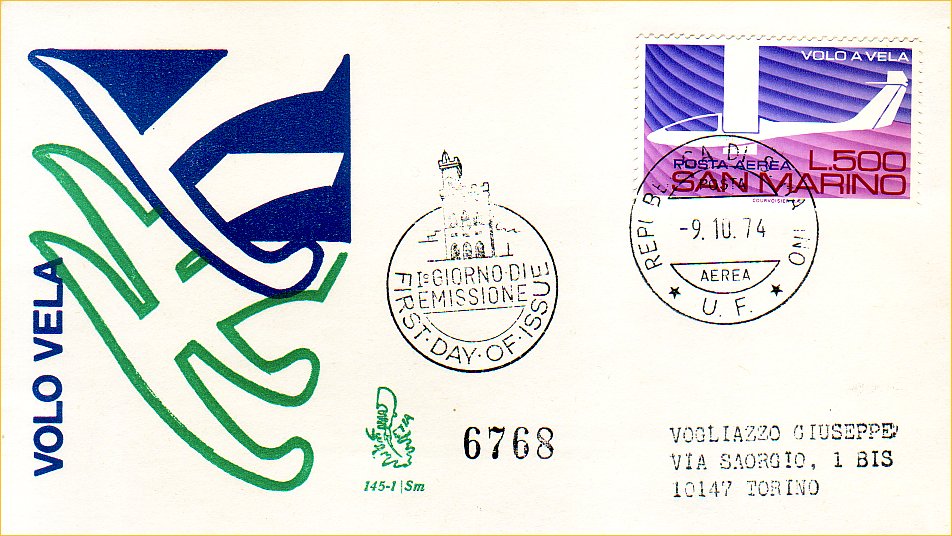 VOLO VELA
VOLO A VELA
POSTA AEREA
L.500
SAN MARINO
COURVOISIER
-9.10.74
AEREA
U. F.
Iº GIORNO·DI
EMISSIONE
FIRST·DAY·OF·ISSUE
145-1 | Sm
6768
VOGLIAZZO GIUSEPPE
VIA SAORGIO, 1 BIS
10147 TORINO